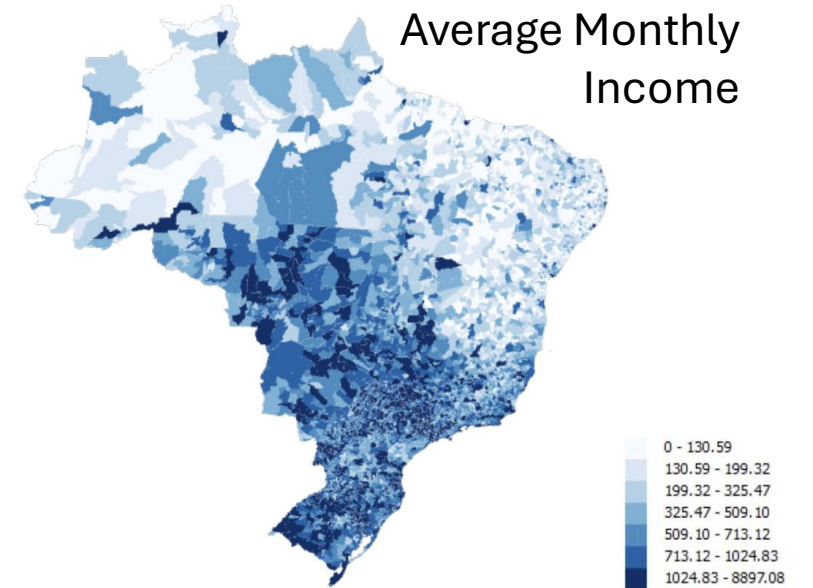 Average Monthly
Income
0 - 130.59
130.59 - 199.32
199.32 - 325.47
325.47 - 509.10
509.10 - 713.12
713.12 - 1024.83
1024.83 - 8897.08